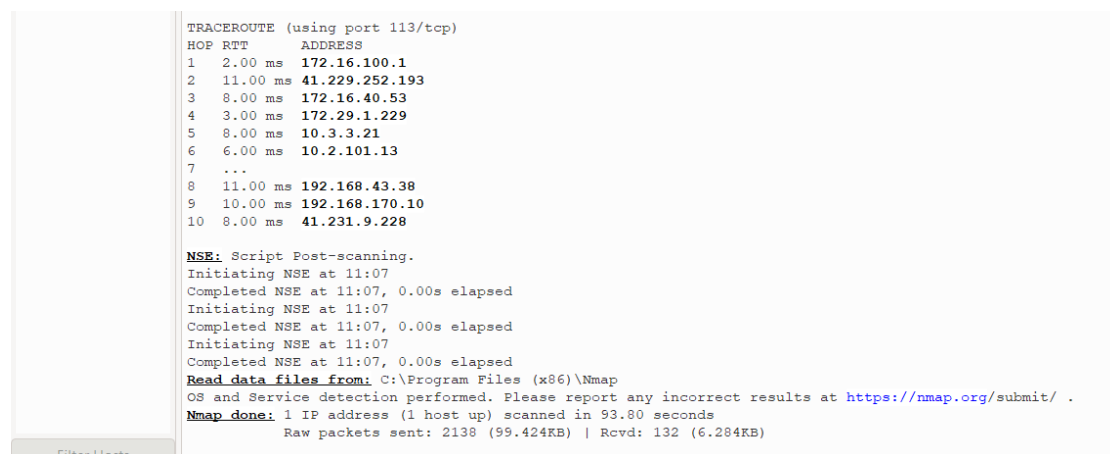 TRACEROUTE (using port 113/tcp)
HOP RTT ADDRESS
1 2.00 ms 172.16.100.1
2 11.00 ms 41.229.252.193
3 8.00 ms 172.16.40.53
4 3.00 ms 172.29.1.229
5 8.00 ms 10.3.3.21
6 6.00 ms 10.2.101.13
7 ...
8 11.00 ms 192.168.43.38
9 10.00 ms 192.168.170.10
10 8.00 ms 41.231.9.228
NSE: Script Post-scanning.
Initiating NSE at 11:07
Completed NSE at 11:07, 0.00s elapsed
Initiating NSE at 11:07
Completed NSE at 11:07, 0.00s elapsed
Initiating NSE at 11:07
Completed NSE at 11:07, 0.00s elapsed
Read data files from: C:\Program Files (x86)\Nmap
OS and Service detection performed. Please report any incorrect results at https://nmap.org/submit/ .
Nmap done: 1 IP address (1 host up) scanned in 93.80 seconds
Raw packets sent: 2138 (99.424KB) | Rcvd: 132 (6.284KB)
Filter Hosts